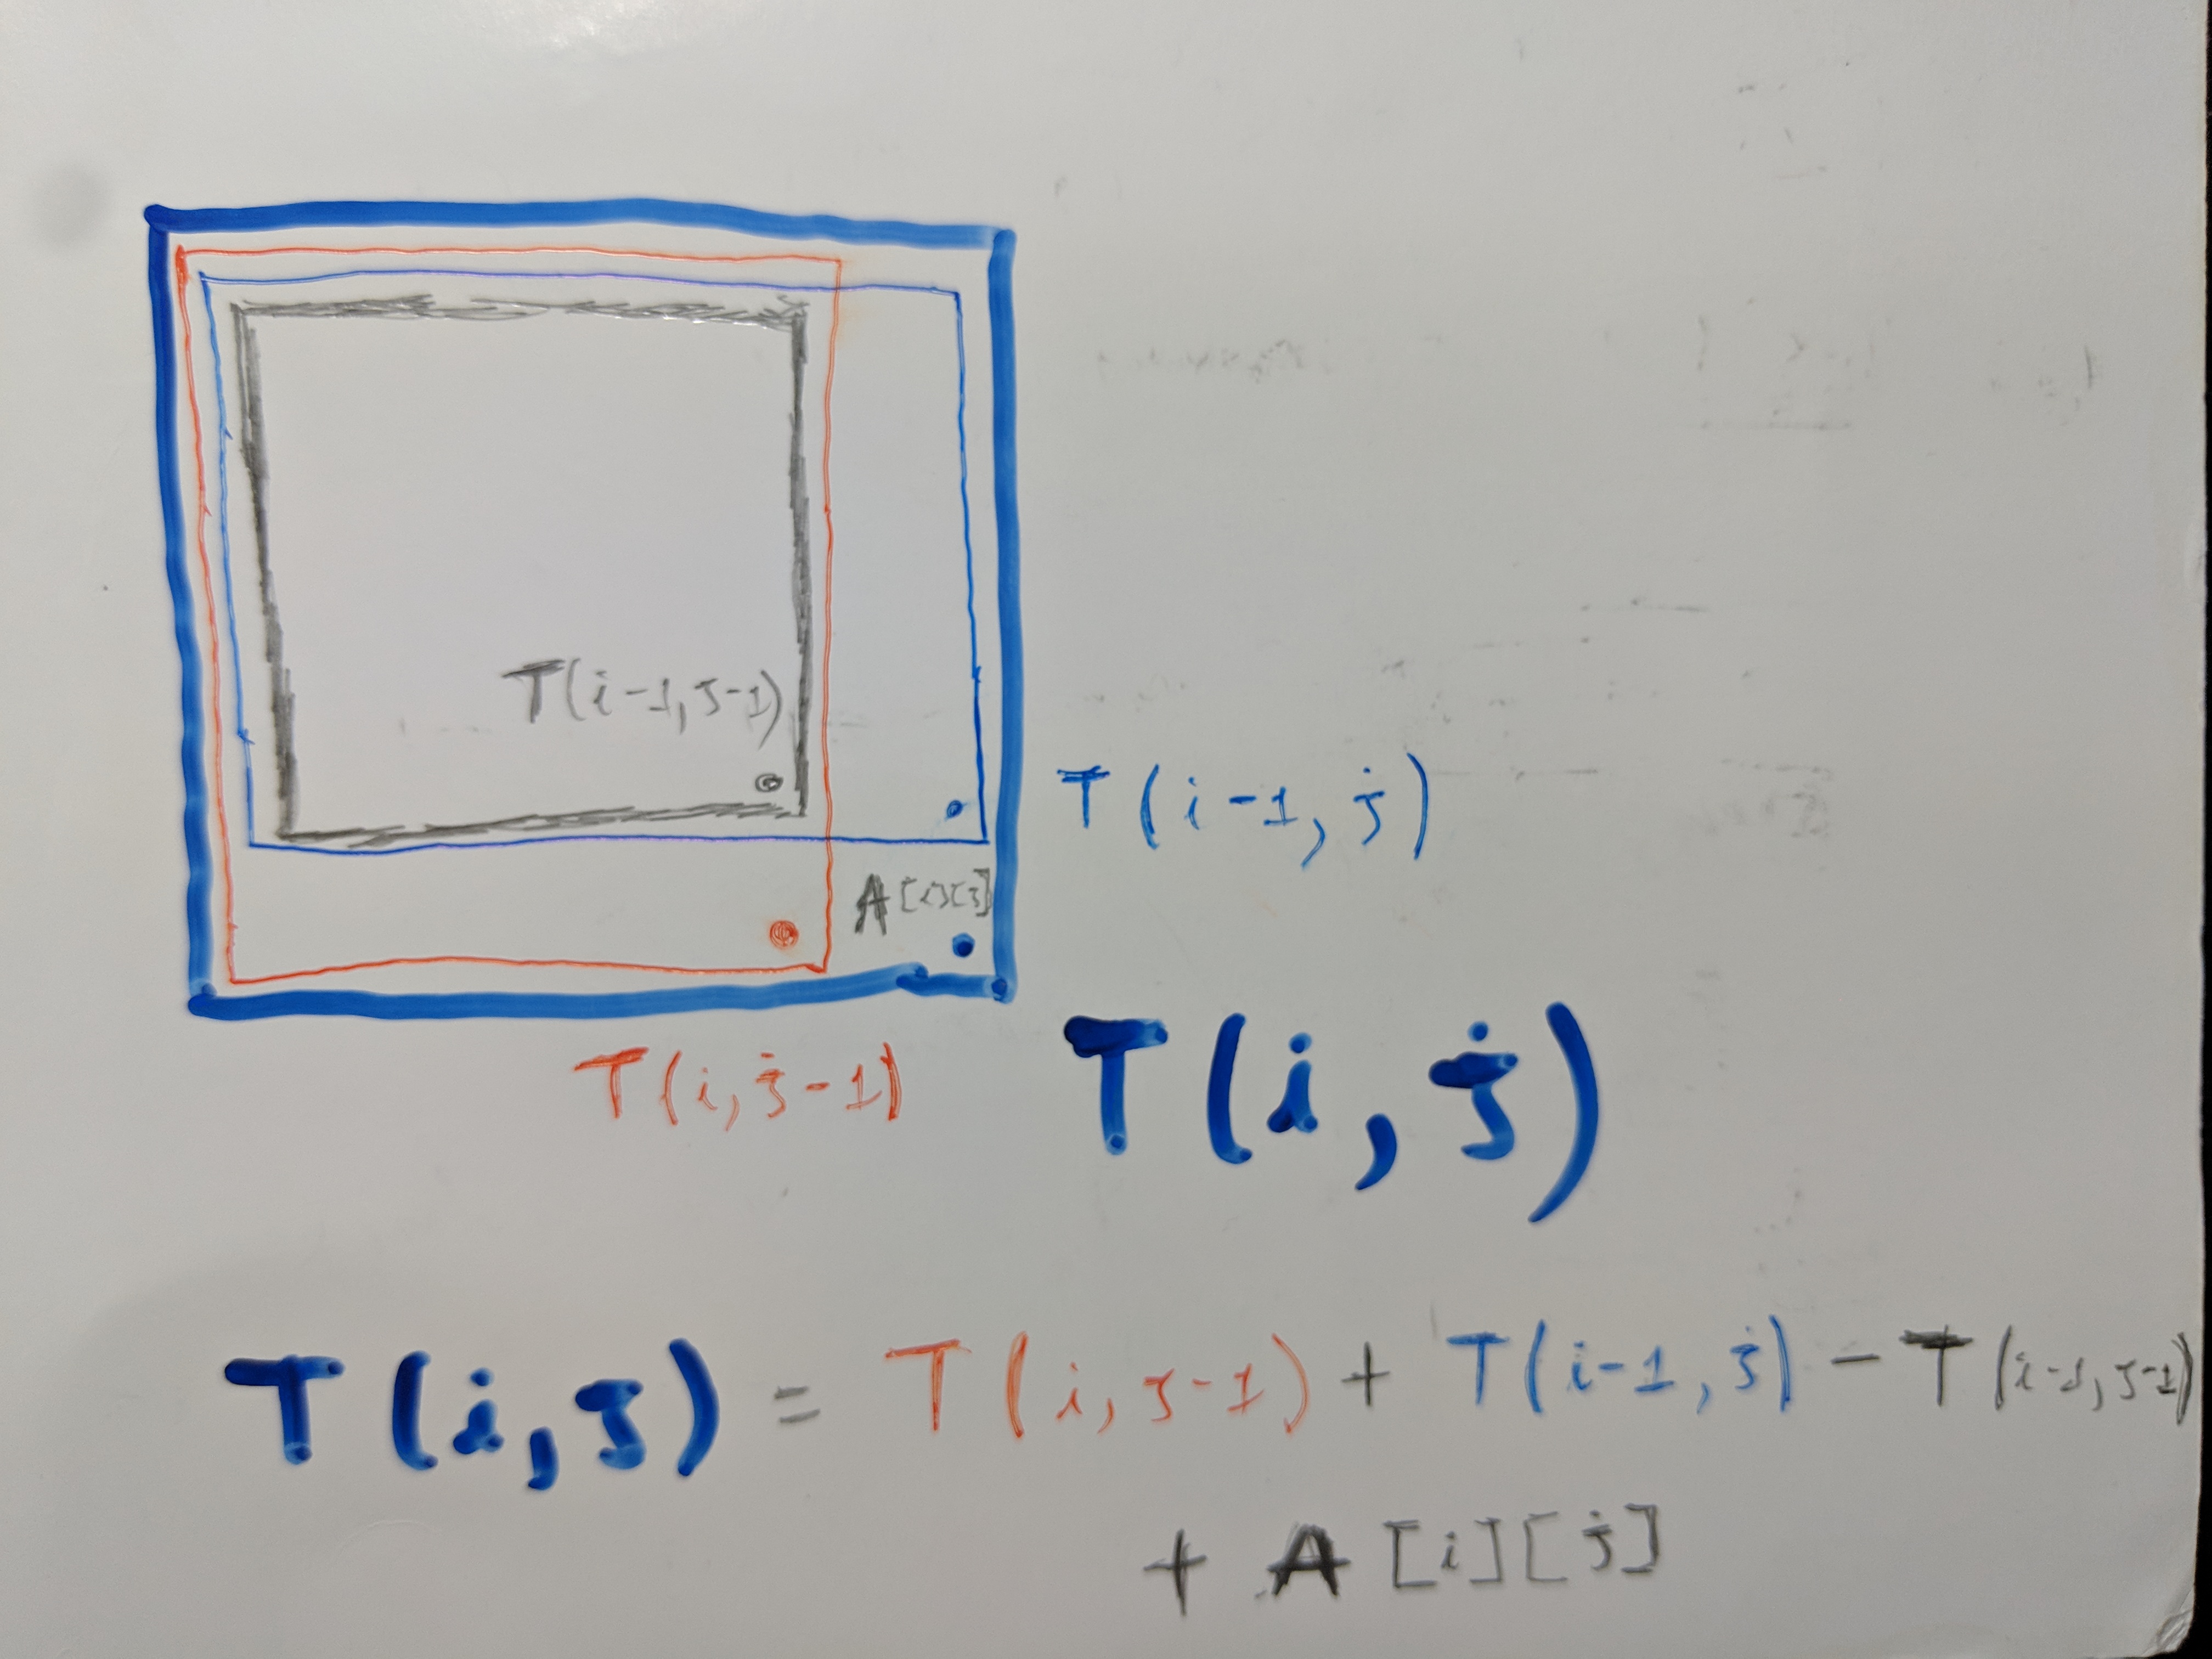 T(i-1,j-1)
T(i-1,j)
A[i][j]
T(i,j-1)
T(i,j)
T(i,j) = T(i,j-1) + T(i-1,j) - T(i-1,j-1)
+ A[i][j]